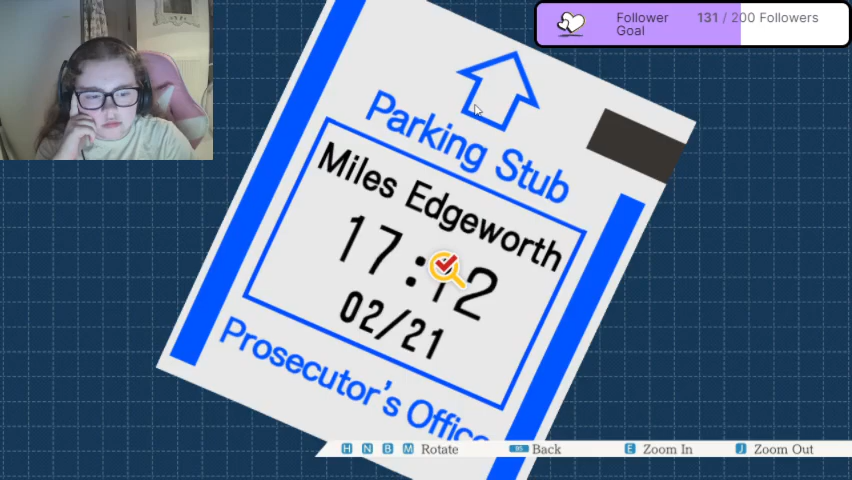 Follower Goal
131 / 200 Followers
Parking Stub
Miles Edgeworth
17:12
02/21
Prosecutor's Office
H N B M Rotate
Back
E Zoom In
J Zoom Out